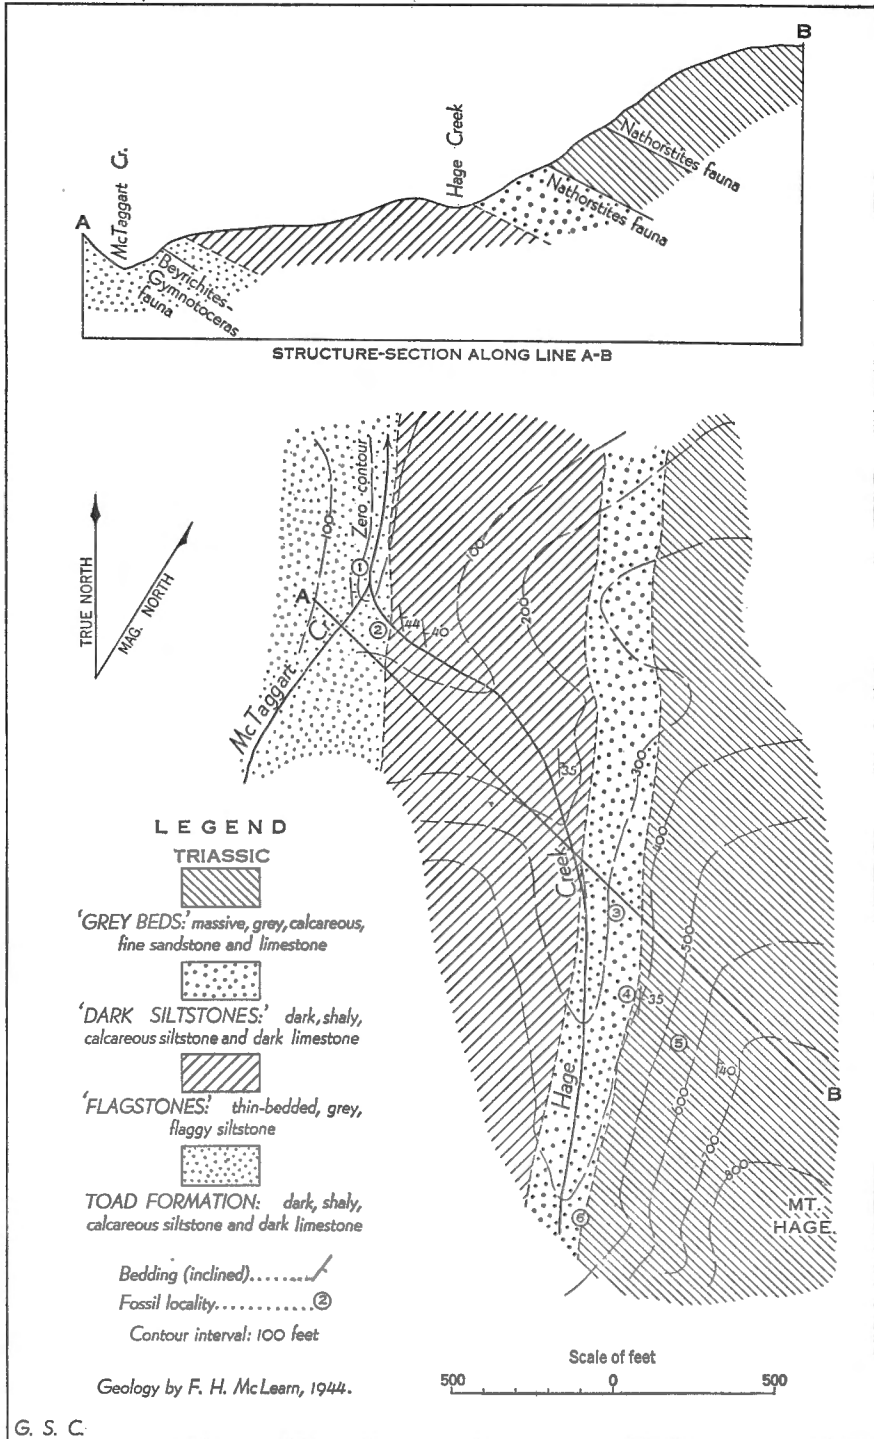 B
McTaggart Cr.
Hage Creek
A
Nathorstites fauna
Nathorstites fauna
Beyrichites-
Gymnotoceras
fauna
STRUCTURE-SECTION ALONG LINE A-B
TRUE NORTH
MAG. NORTH
Zero contour
100
100
200
1
A
2
44
40
McTaggart Cr.
35
300
400
Creek
3
500
4
35
5
40
B
Hage
600
700
800
MT.
HAGE
6
LEGEND
TRIASSIC
'GREY BEDS:' massive, grey, calcareous,
fine sandstone and limestone
'DARK SILTSTONES:' dark, shaly,
calcareous siltstone and dark limestone
'FLAGSTONES:' thin-bedded, grey,
flaggy siltstone
TOAD FORMATION: dark, shaly,
calcareous siltstone and dark limestone
Bedding (inclined)........
Fossil locality............ 2
Contour interval: 100 feet
Geology by F. H. McLearn, 1944.
Scale of feet
500 0 500
G. S. C.